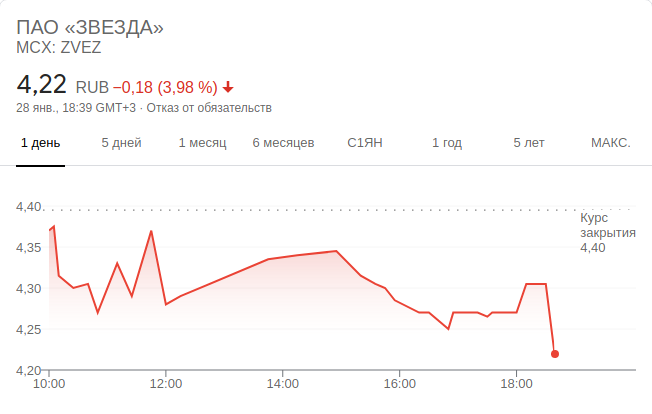 ПАО «ЗВЕЗДА»
MCX: ZVEZ
4,22 RUB −0,18 (3,98 %)
28 янв., 18:39 GMT+3 · Отказ от обязательств
1 день 5 дней 1 месяц 6 месяцев С1ЯН 1 год 5 лет МАКС.
4,40
Курс
закрытия
4,40
4,35
4,30
4,25
4,20
10:00 12:00 14:00 16:00 18:00